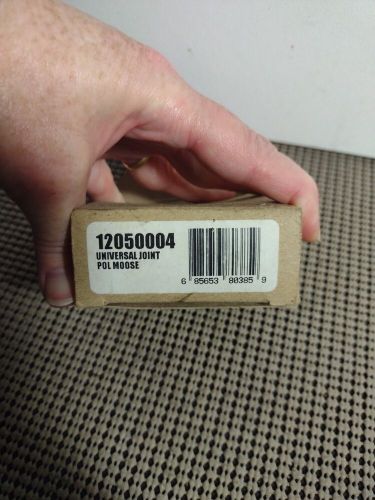 12050004
UNIVERSAL JOINT
POL MOOSE
6 85653 80385 9